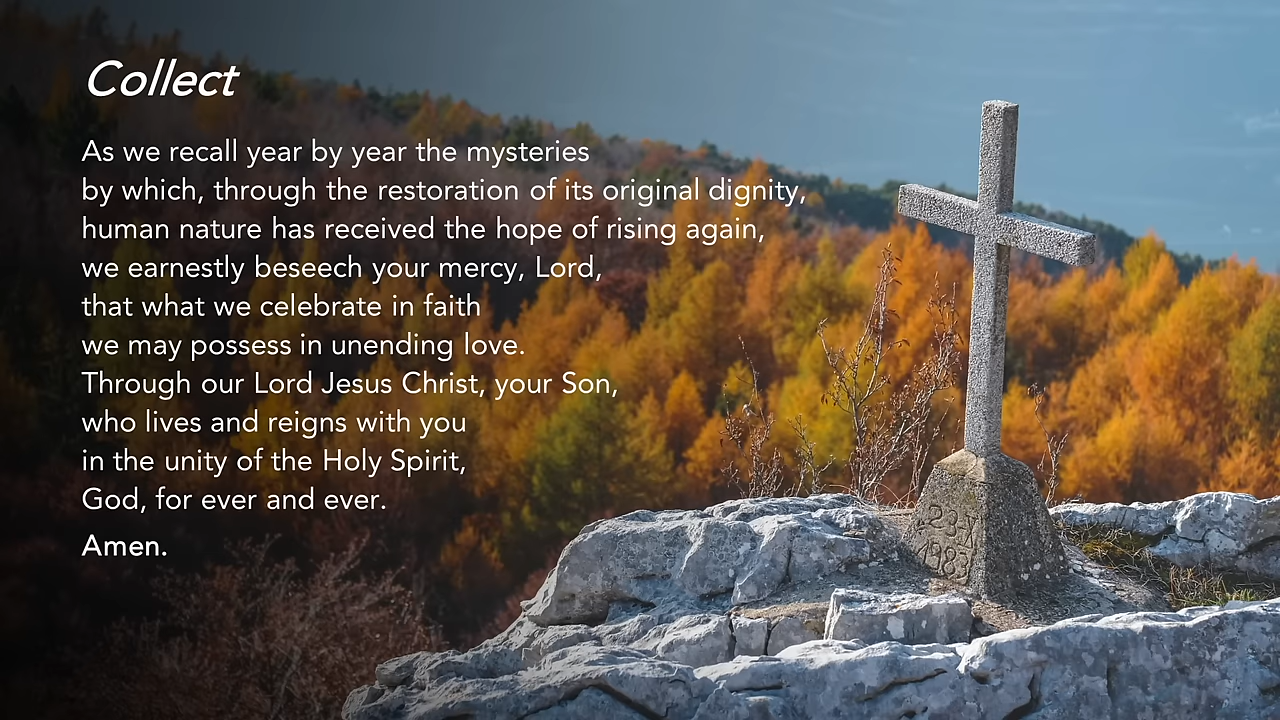 Collect
As we recall year by year the mysteries
by which, through the restoration of its original dignity,
human nature has received the hope of rising again,
we earnestly beseech your mercy, Lord,
that what we celebrate in faith
we may possess in unending love.
Through our Lord Jesus Christ, your Son,
who lives and reigns with you
in the unity of the Holy Spirit,
God, for ever and ever.
Amen.
23-X
1983